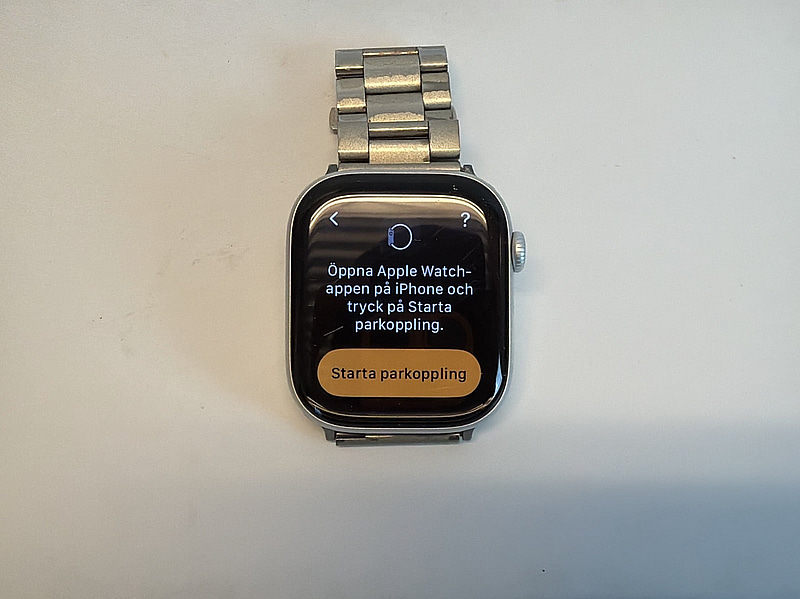 ?
Öppna Apple Watch-
appen på iPhone och
tryck på Starta
parkoppling.
Starta parkoppling